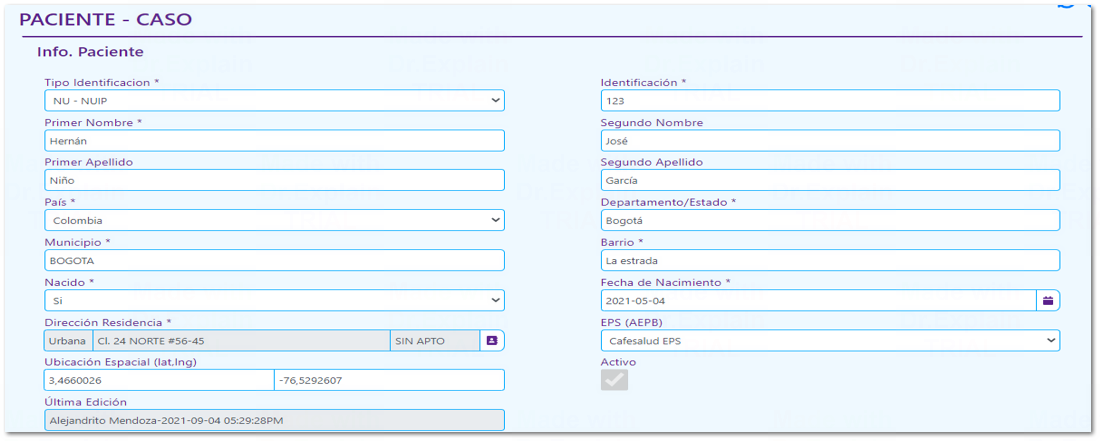 PACIENTE - CASO
Info. Paciente
Tipo Identificacion *
Identificación *
NU - NUIP
123
Primer Nombre *
Segundo Nombre
Hernán
José
Primer Apellido
Segundo Apellido
Niño
García
País *
Departamento/Estado *
Colombia
Bogotá
Municipio *
Barrio *
BOGOTA
La estrada
Nacido *
Fecha de Nacimiento *
Si
2021-05-04
Dirección Residencia *
EPS (AEPB)
Urbana Cl. 24 NORTE #56-45 SIN APTO
Cafesalud EPS
Ubicación Espacial (lat.lng)
Activo
3,4660026 -76,5292607
Última Edición
Alejandrito Mendoza-2021-09-04 05:29:28PM